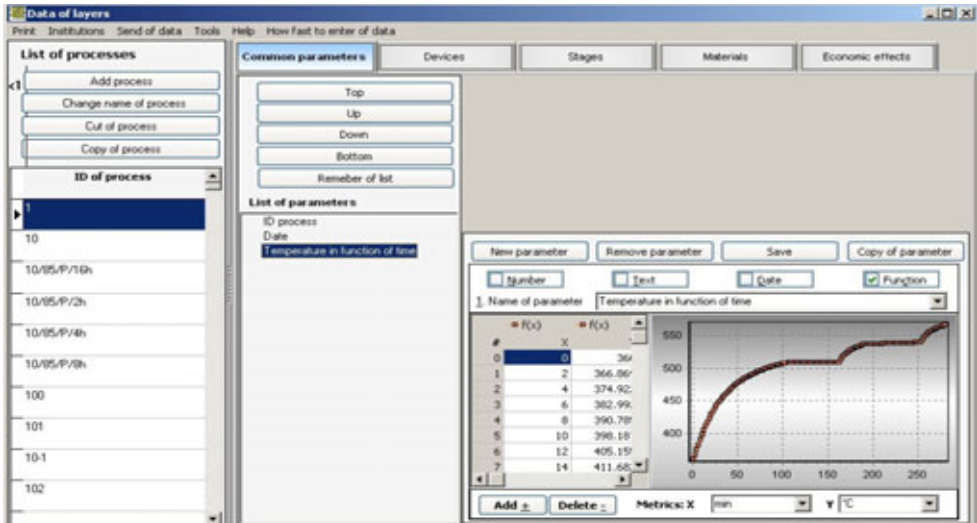 Data of layers
Print Institutions Send of data Tools Help How fast to enter of data
List of processes
<1
Add process
Change name of process
Cut of process
Copy of process
ID of process
1
10
10/85/P/16h
10/85/P/2h
10/85/P/4h
10/85/P/8h
100
101
10-1
102
Common parameters Devices Stages Materials Economic effects
Top
Up
Down
Bottom
Remeber of list
List of parameters
ID process
Date
Temperature in function of time
New parameter Remove parameter Save Copy of parameter
Number Text Date Function
1. Name of parameter Temperature in function of time
f(x) f(x)
# X
0 0 36
1 2 366.86
2 4 374.92
3 6 382.99
4 8 390.78
5 10 398.18
6 12 405.15
7 14 411.68
550
500
450
400
0 50 100 150 200 250
Add + Delete - Metrics: X min Y °C